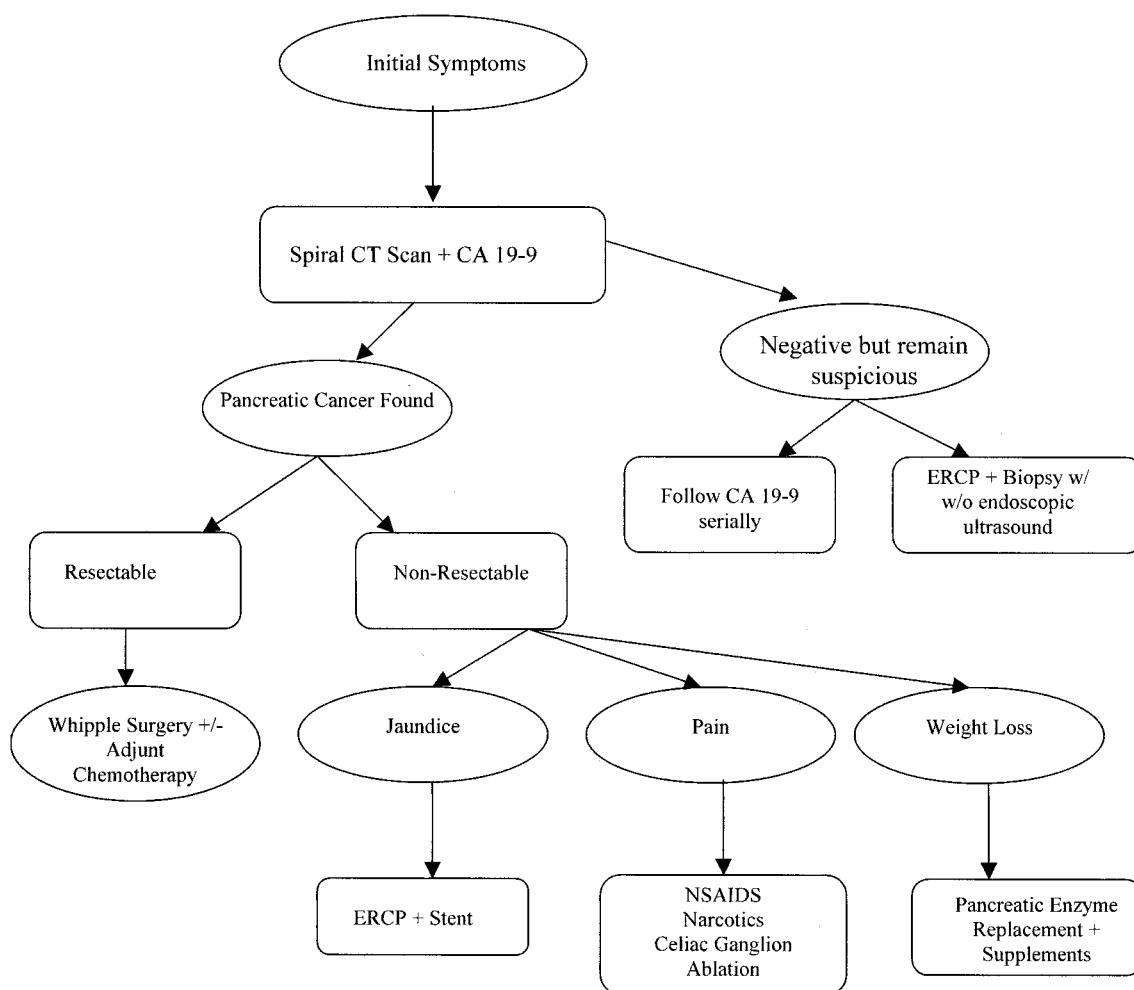 Initial Symptoms
Spiral CT Scan + CA 19-9
Negative but remain
suspicious
Pancreatic Cancer Found
Follow CA 19-9
serially
ERCP + Biopsy w/
w/o endoscopic
ultrasound
Resectable
Non-Resectable
Whipple Surgery +/-
Adjunt
Chemotherapy
Jaundice
Pain
Weight Loss
ERCP + Stent
NSAIDS
Narcotics
Celiac Ganglion
Ablation
Pancreatic Enzyme
Replacement +
Supplements